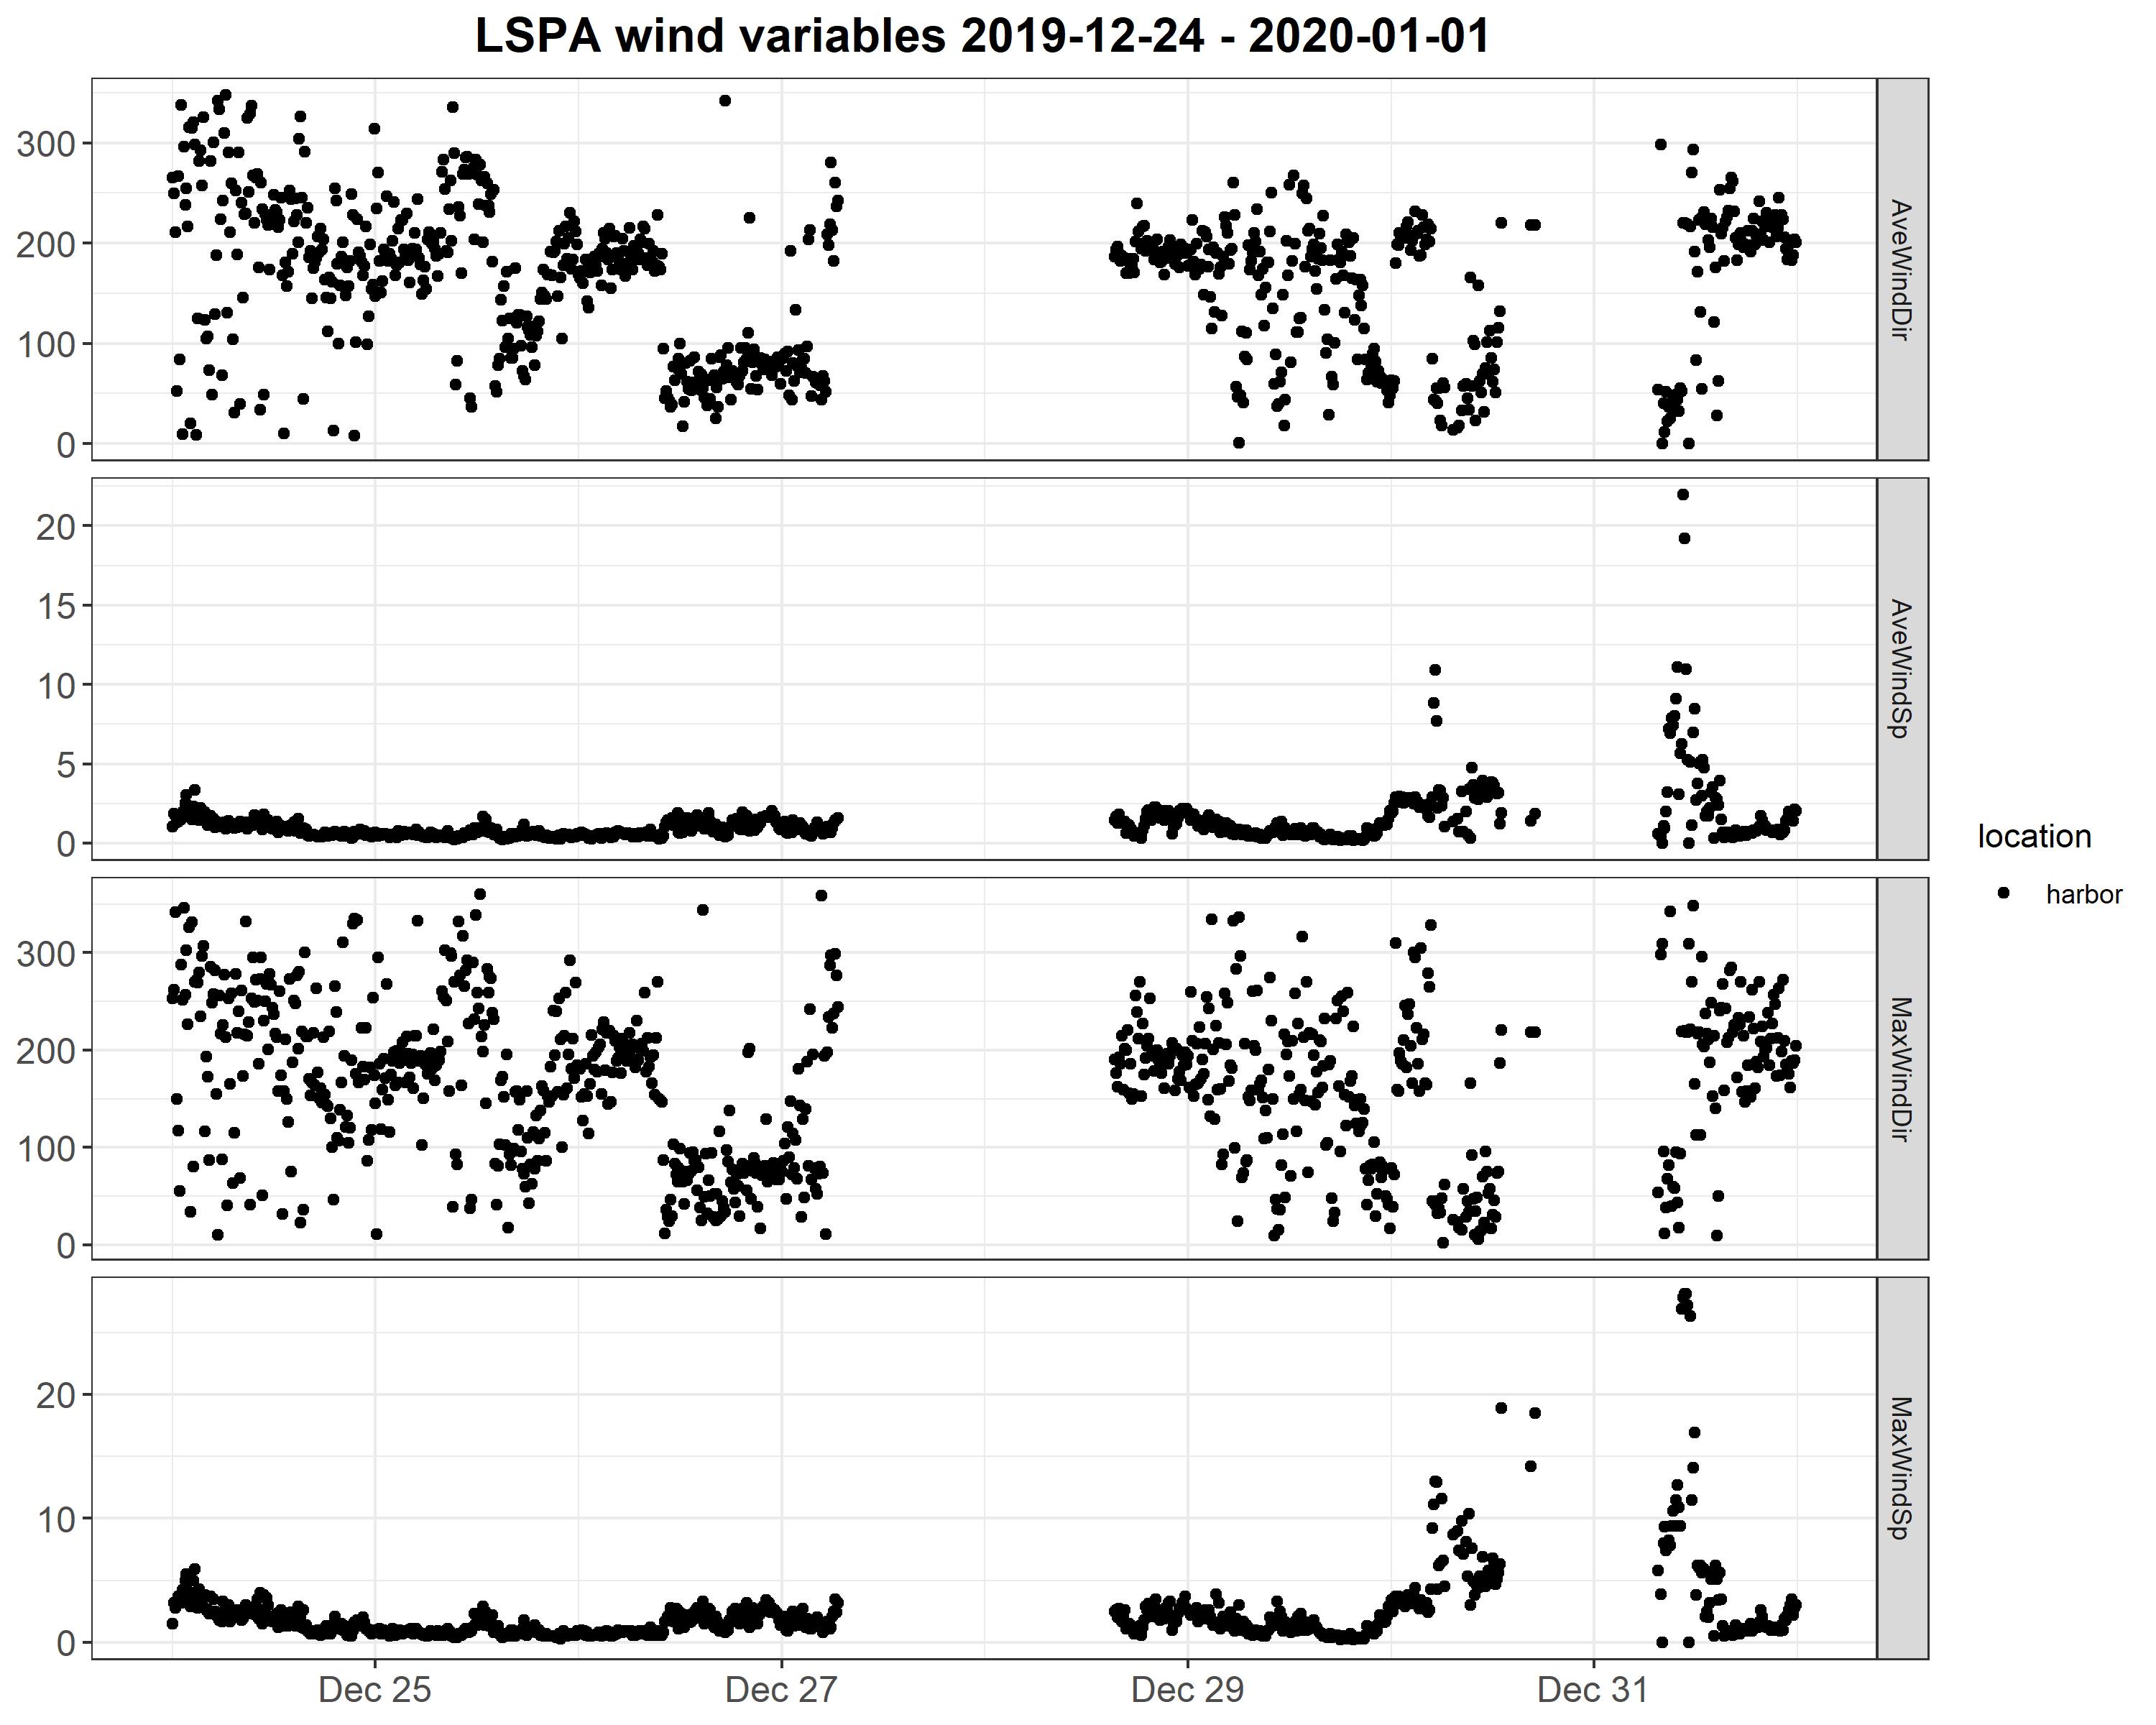 LSPA wind variables 2019-12-24 - 2020-01-01
300
200
100
0
AveWindDir
20
15
10
5
0
AveWindSp
300
200
100
0
MaxWindDir
20
10
0
MaxWindSp
Dec 25 Dec 27 Dec 29 Dec 31
location
harbor